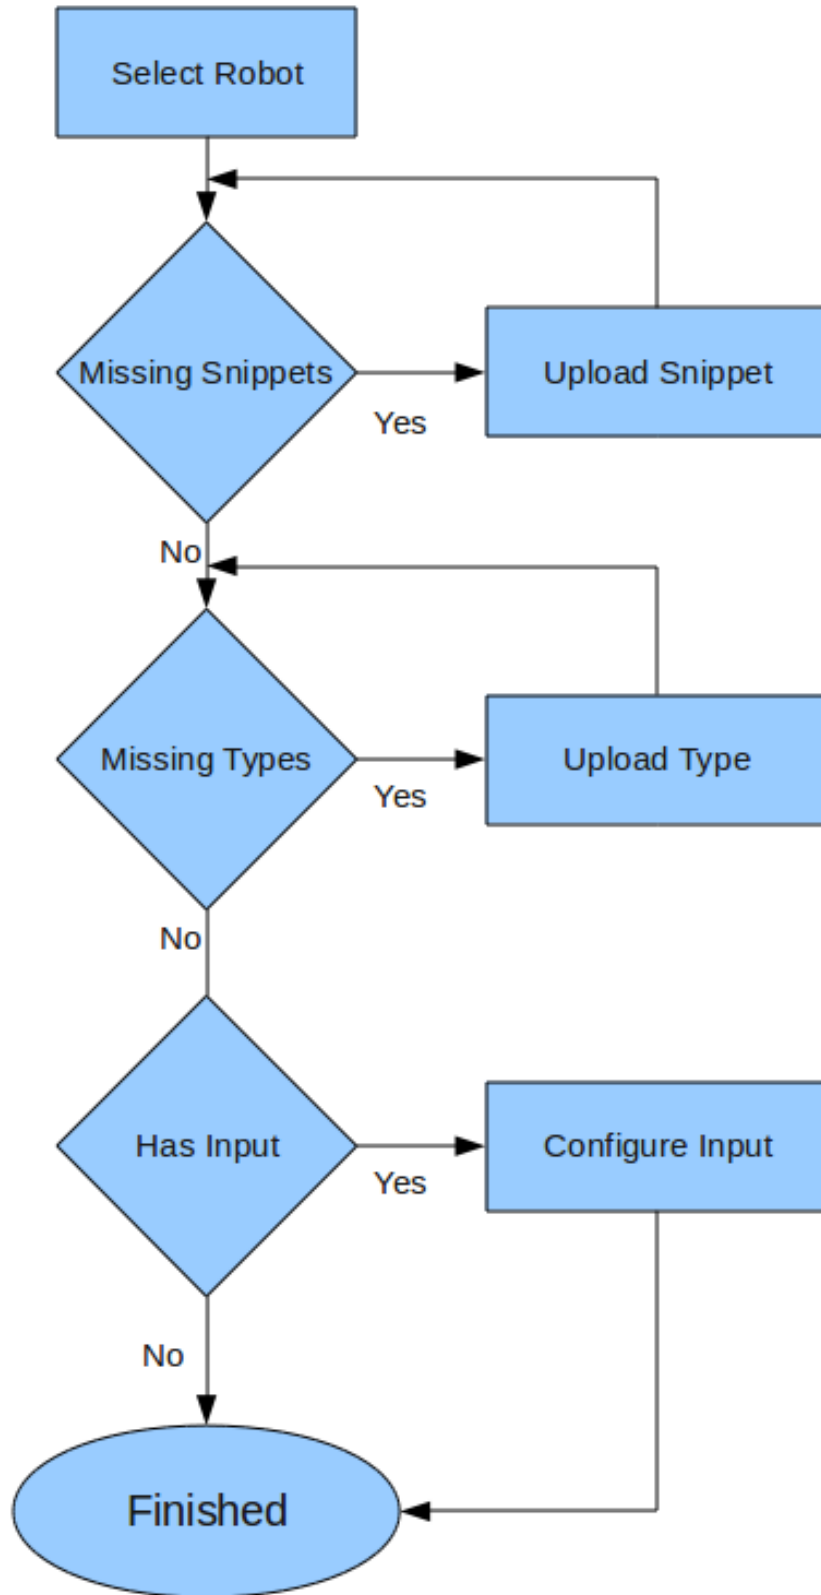 Select Robot
Missing Snippets
Upload Snippet
Yes
No
Missing Types
Upload Type
Yes
No
Has Input
Configure Input
Yes
No
Finished